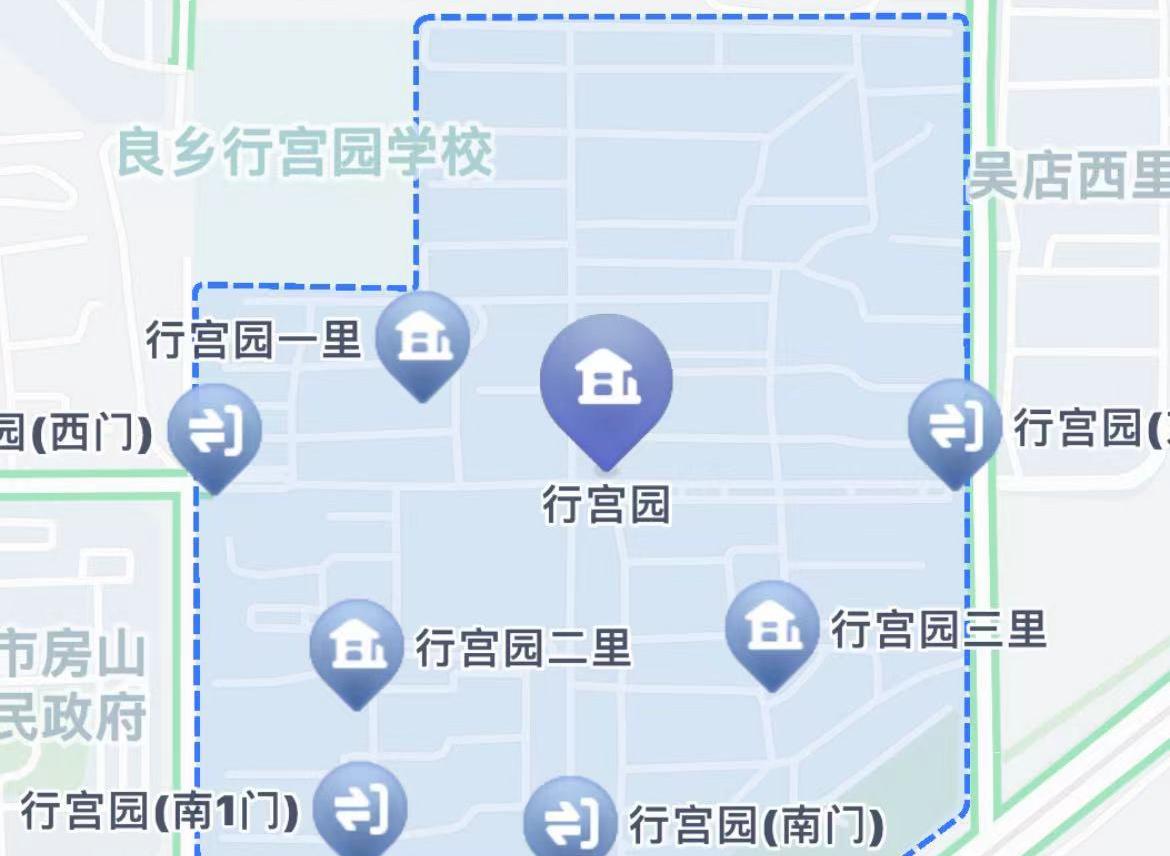 良乡行宫园学校
吴店西里
行宫园一里
园(西门)
行宫园(
行宫园
行宫园二里
行宫园三里
市房山
民政府
行宫园(南1门)
行宫园(南门)